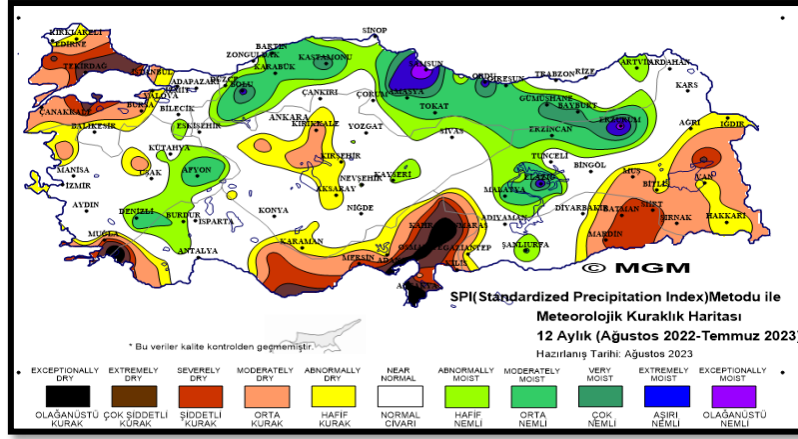 SİNOP
KIRKLARELİ
EDİRNE
BARTIN
ZONGULDAK
KASTAMONU
KARABÜK
SAMSUN
TEKİRDAĞ
İSTANBUL
ADAPAZARI
DÜZCE
BOLU
İZMİT
YALOVA
ORDU
GİRESUN
TRABZON
RİZE
ARTVİN
ARDAHAN
KARS
ÇANKIRI
ÇORUM
AMASYA
TOKAT
GÜMÜŞHANE
BAYBURT
ÇANAKKALE
BURSA
BİLECİK
BALIKESİR
ESKİŞEHİR
ANKARA
KIRIKKALE
YOZGAT
SİVAS
ERZİNCAN
ERZURUM
AĞRI
IĞDIR
KÜTAHYA
MANİSA
İZMİR
UŞAK
AFYON
KIRŞEHİR
NEVŞEHİR
KAYSERİ
AKSARAY
TUNCELİ
BİNGÖL
ELAZIĞ
MALATYA
MUŞ
BİTLİS
VAN
AYDIN
DENİZLİ
BURDUR
ISPARTA
KONYA
NİĞDE
ADIYAMAN
DİYARBAKIR
BATMAN
SİİRT
ŞIRNAK
HAKKARİ
MUĞLA
ANTALYA
KARAMAN
MERSİN
GAZİANTEP
ŞANLIURFA
MARDİN
KİLİS
© MGM
SPI(Standardized Precipitation Index)Metodu ile
Meteorolojik Kuraklık Haritası
12 Aylık (Ağustos 2022-Temmuz 2023)
Hazırlanış Tarihi: Ağustos 2023
* Bu veriler kalite kontrolden geçmemiştir.
EXCEPTIONALLY DRY
EXTREMELY DRY
SEVERELY DRY
MODERATELY DRY
ABNORMALLY DRY
NEAR NORMAL
ABNORMALLY MOIST
MODERATELY MOIST
VERY MOIST
EXTREMELY MOIST
EXCEPTIONALLY MOIST
OLAĞANÜSTÜ KURAK
ÇOK ŞİDDETLİ KURAK
ŞİDDETLİ KURAK
ORTA KURAK
HAFİF KURAK
NORMAL CİVARI
HAFİF NEMLİ
ORTA NEMLİ
ÇOK NEMLİ
AŞIRI NEMLİ
OLAĞANÜSTÜ NEMLİ